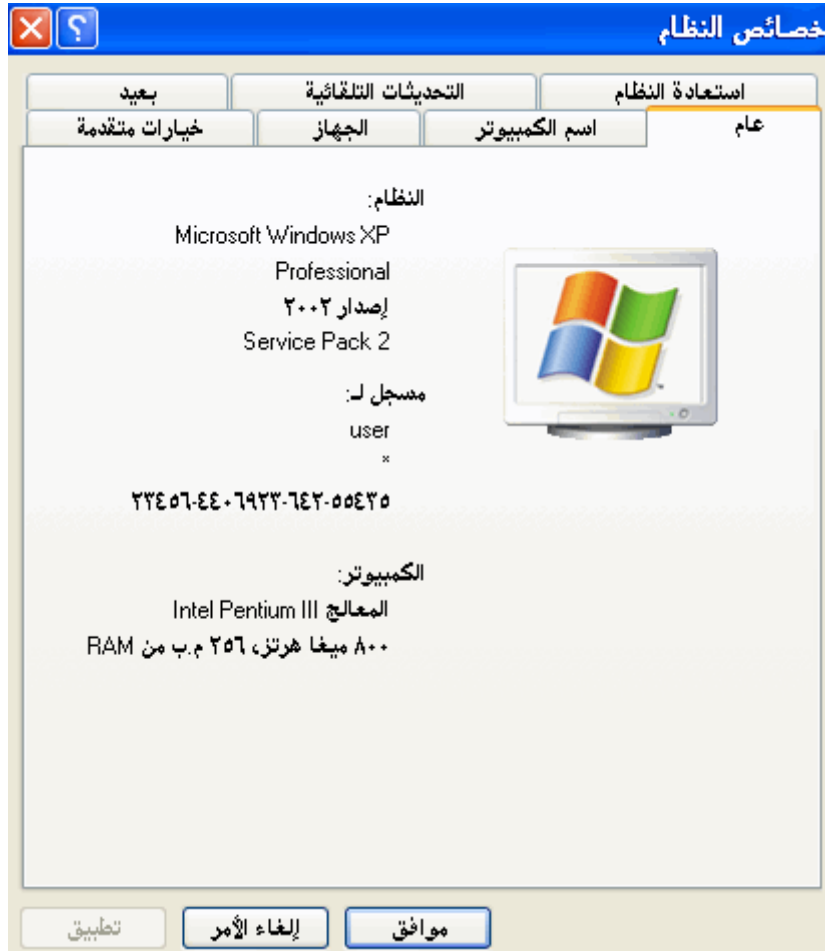 خصائص النظام
استعادة النظام
التحديثات التلقائية
بعيد
عام
اسم الكمبيوتر
الجهاز
خيارات متقدمة
النظام:
Microsoft Windows XP
Professional
إصدار ٢٠٠٢
Service Pack 2
مسجل لـ:
user
*
٥٥٤٣٥-٦٤٢-٤٤٠٦٩٢٣-٢٣٤٥٦
الكمبيوتر:
المعالج Intel Pentium III
٨٠٠ ميغا هرتز، ٢٥٦ م.ب من RAM
موافق
إلغاء الأمر
تطبيق